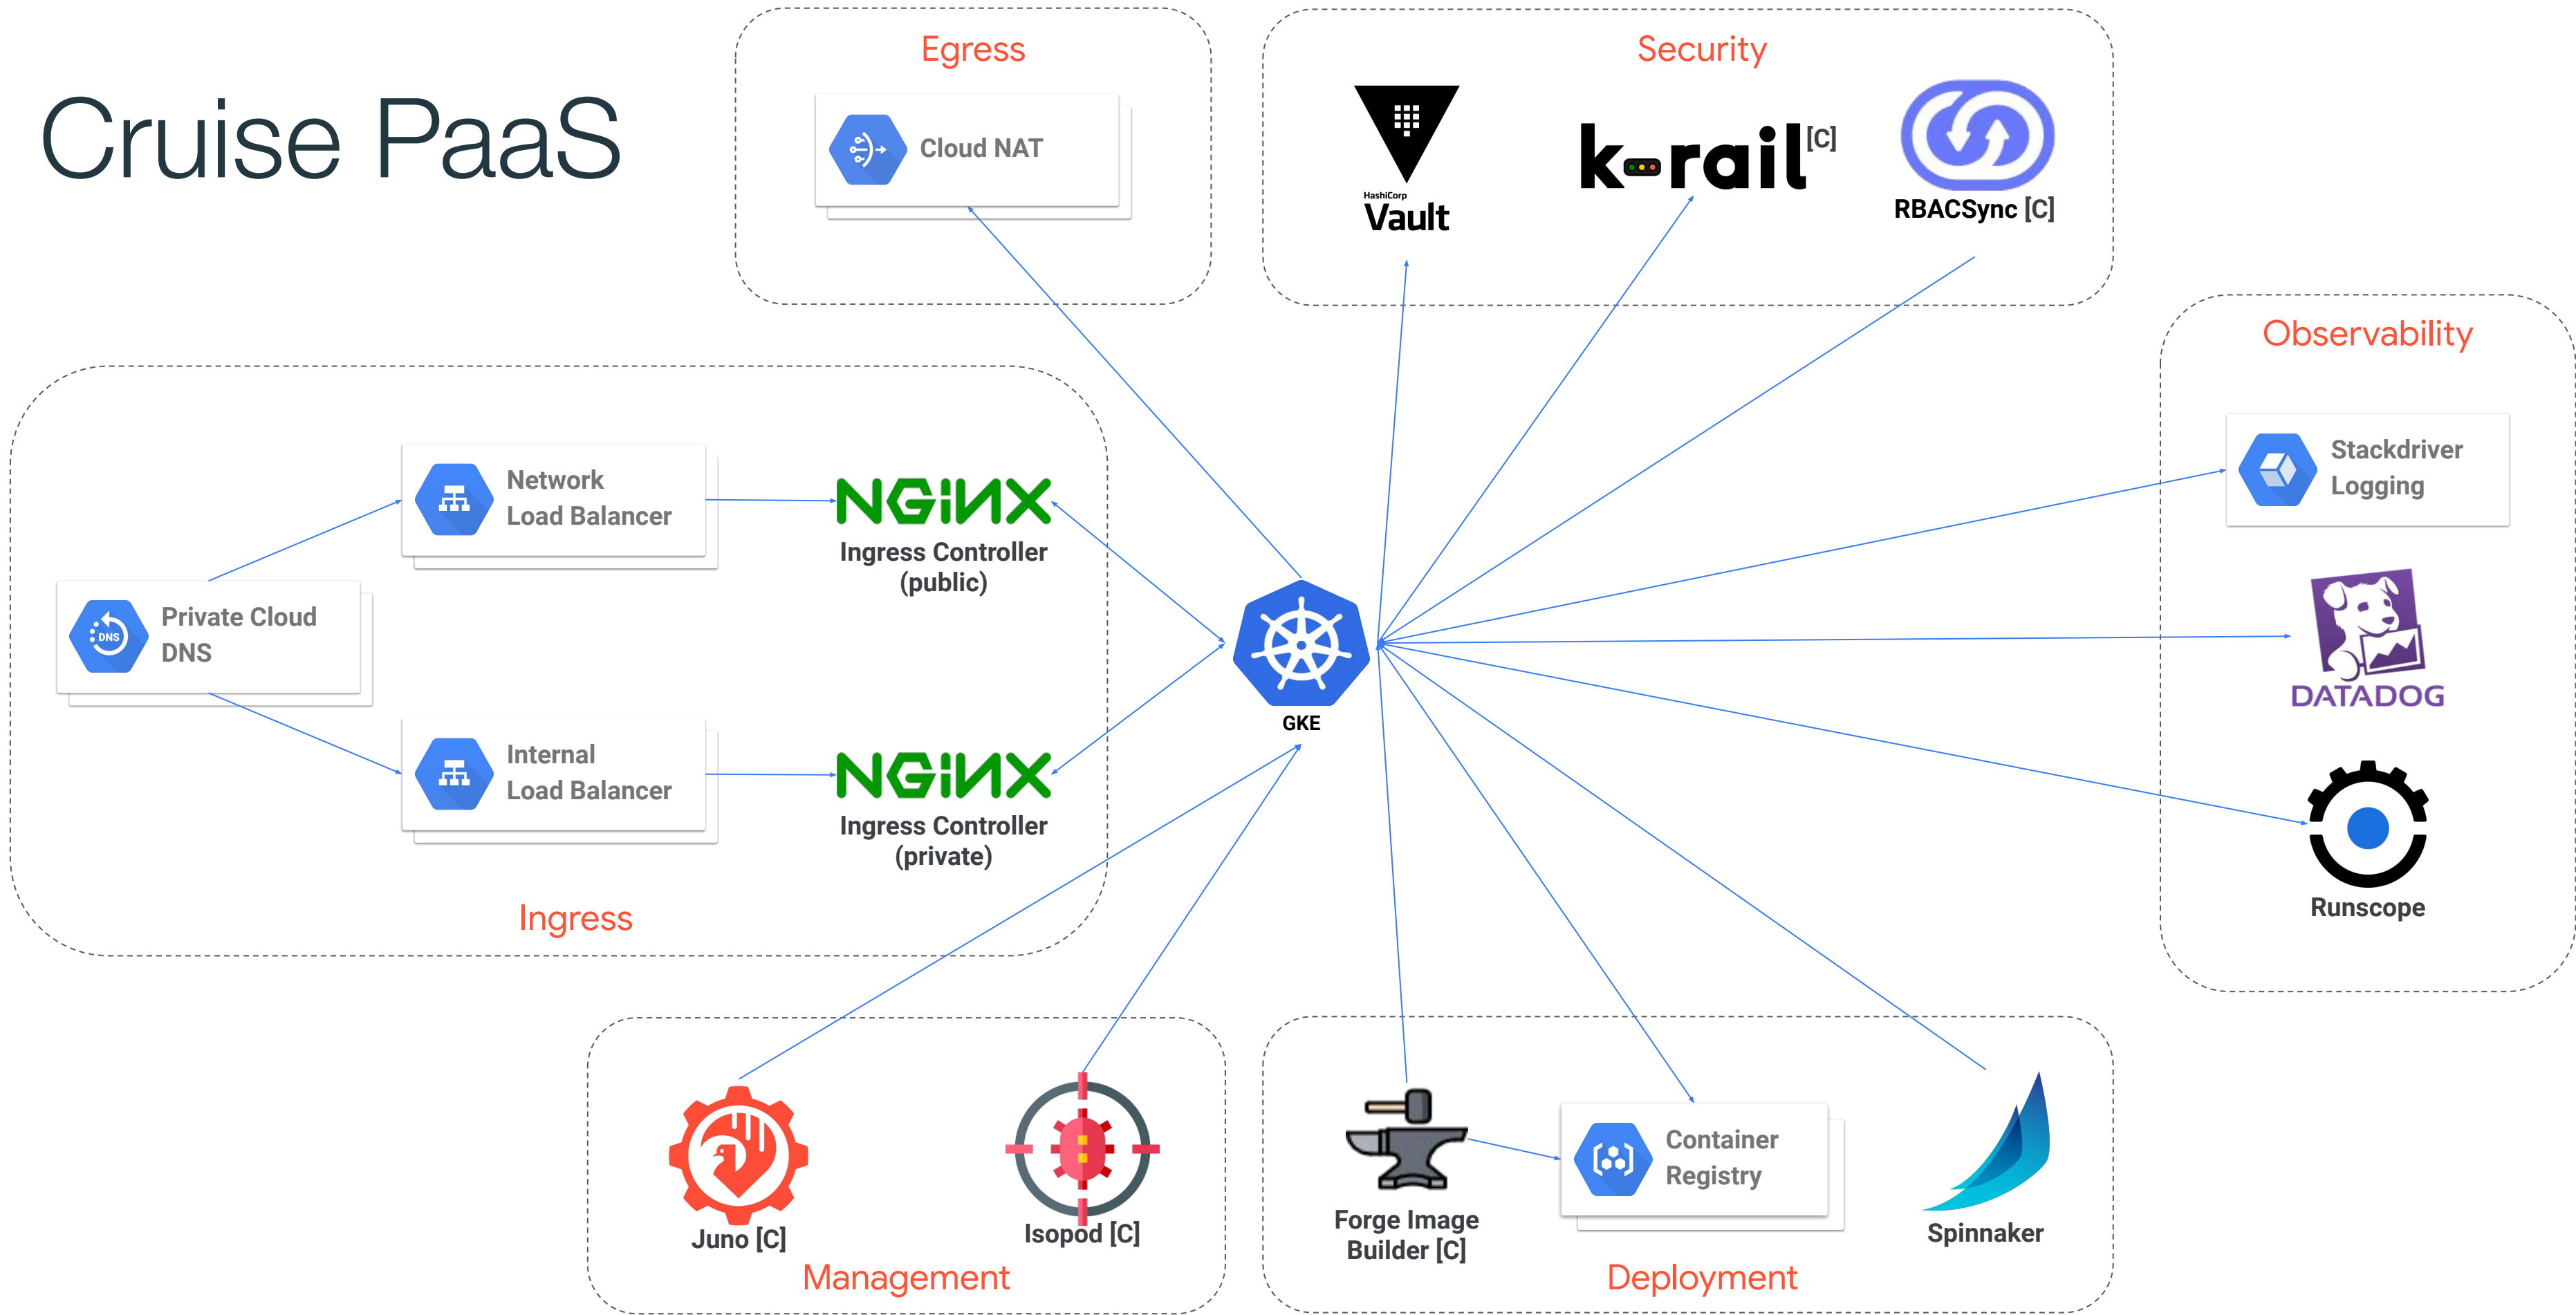 Cruise PaaS
Egress
Cloud NAT
Security
HashiCorp
Vault
k-rail [C]
RBACSync [C]
Observability
Stackdriver
Logging
DATADOG
Runscope
Network
Load Balancer
NGINX
Ingress Controller
(public)
DNS
Private Cloud
DNS
Internal
Load Balancer
NGINX
Ingress Controller
(private)
Ingress
GKE
Juno [C]
Isopod [C]
Management
Forge Image
Builder [C]
Container
Registry
Spinnaker
Deployment